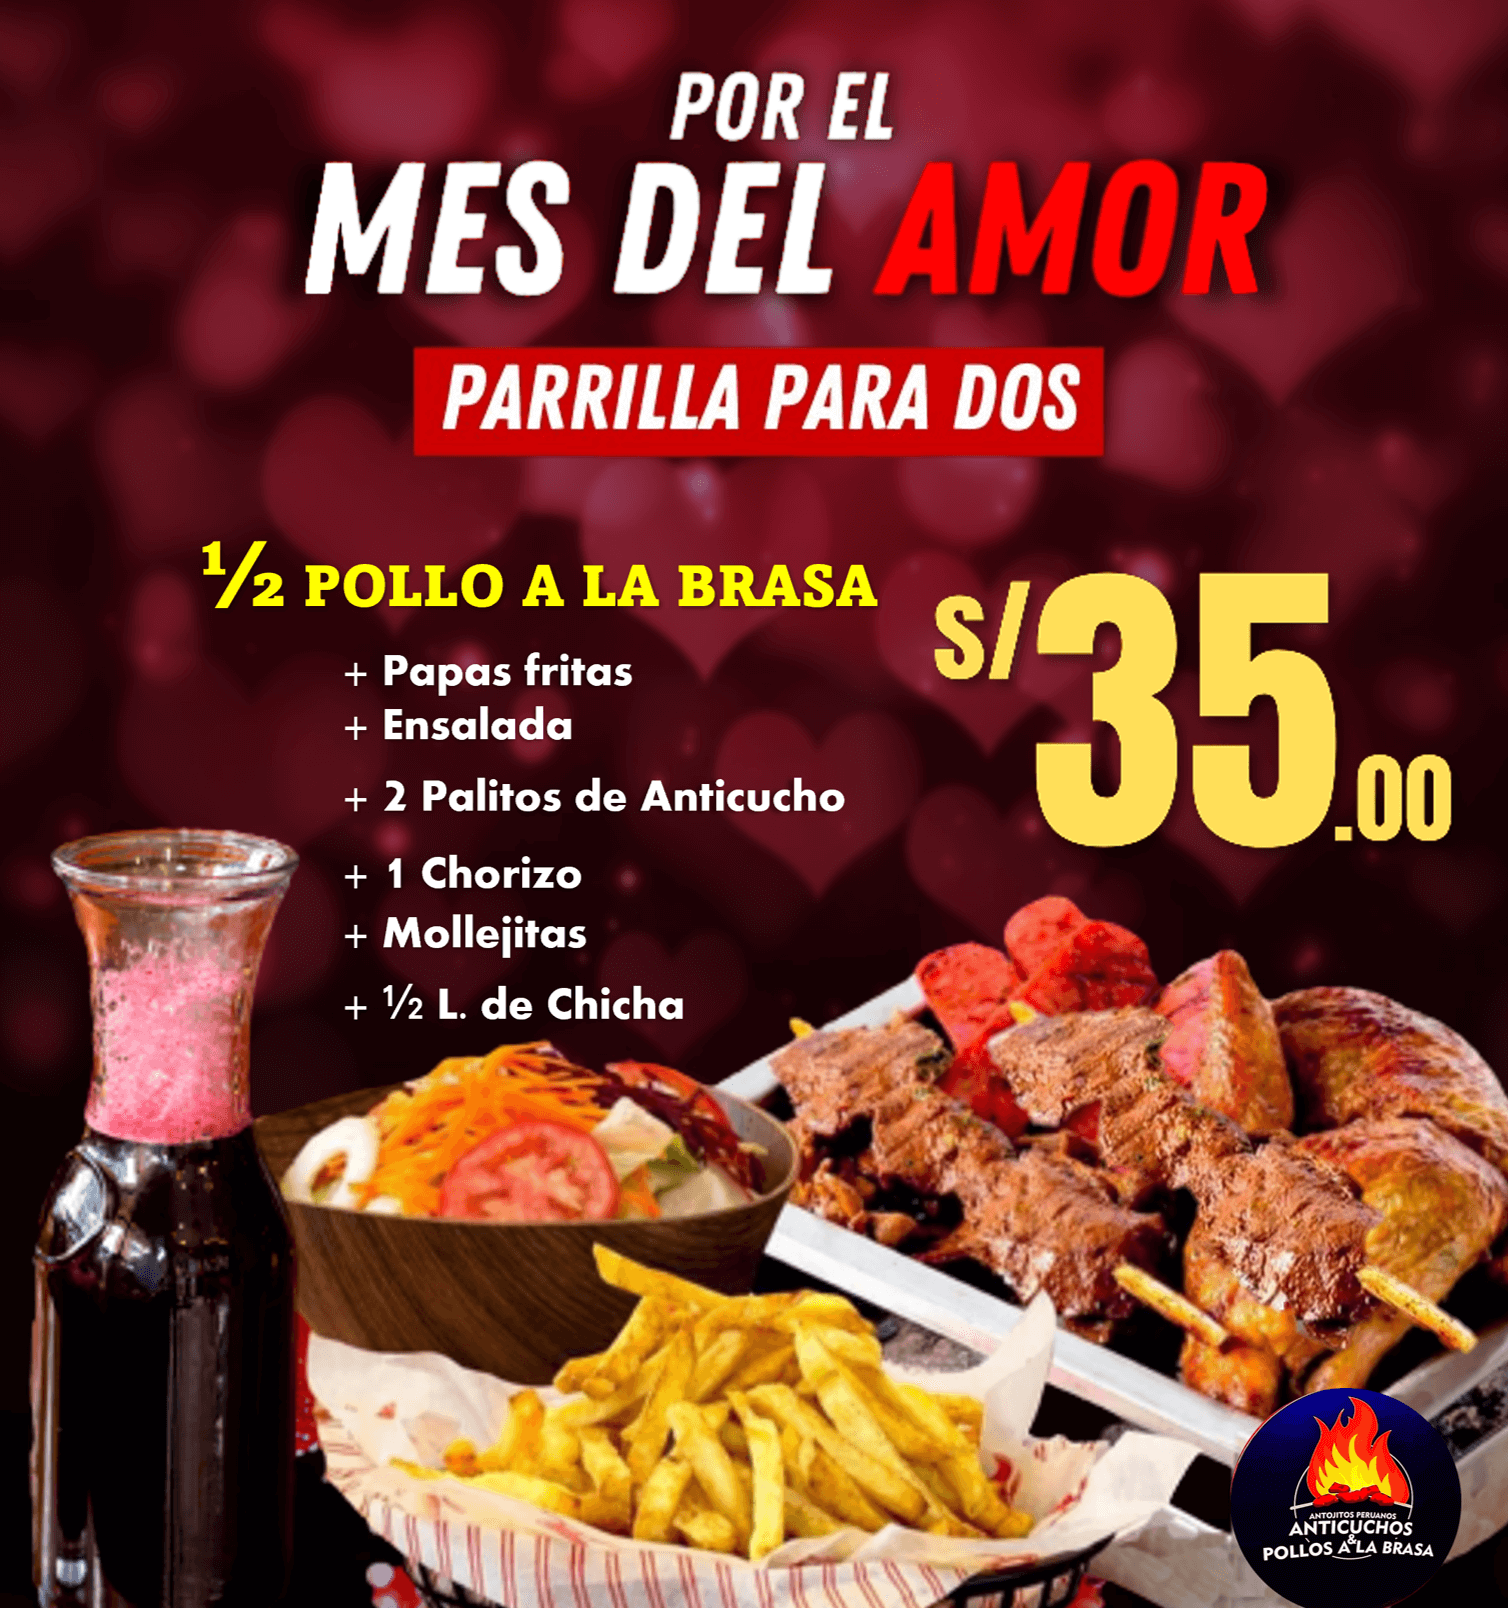 POR EL
MES DEL AMOR
PARRILLA PARA DOS
½ POLLO A LA BRASA
+ Papas fritas
+ Ensalada
+ 2 Palitos de Anticucho
+ 1 Chorizo
+ Mollejitas
+ ½ L. de Chicha
S/35.00
ANTOJITOS PERUANOS
ANTICUCHOS
&
POLLOS A LA BRASA